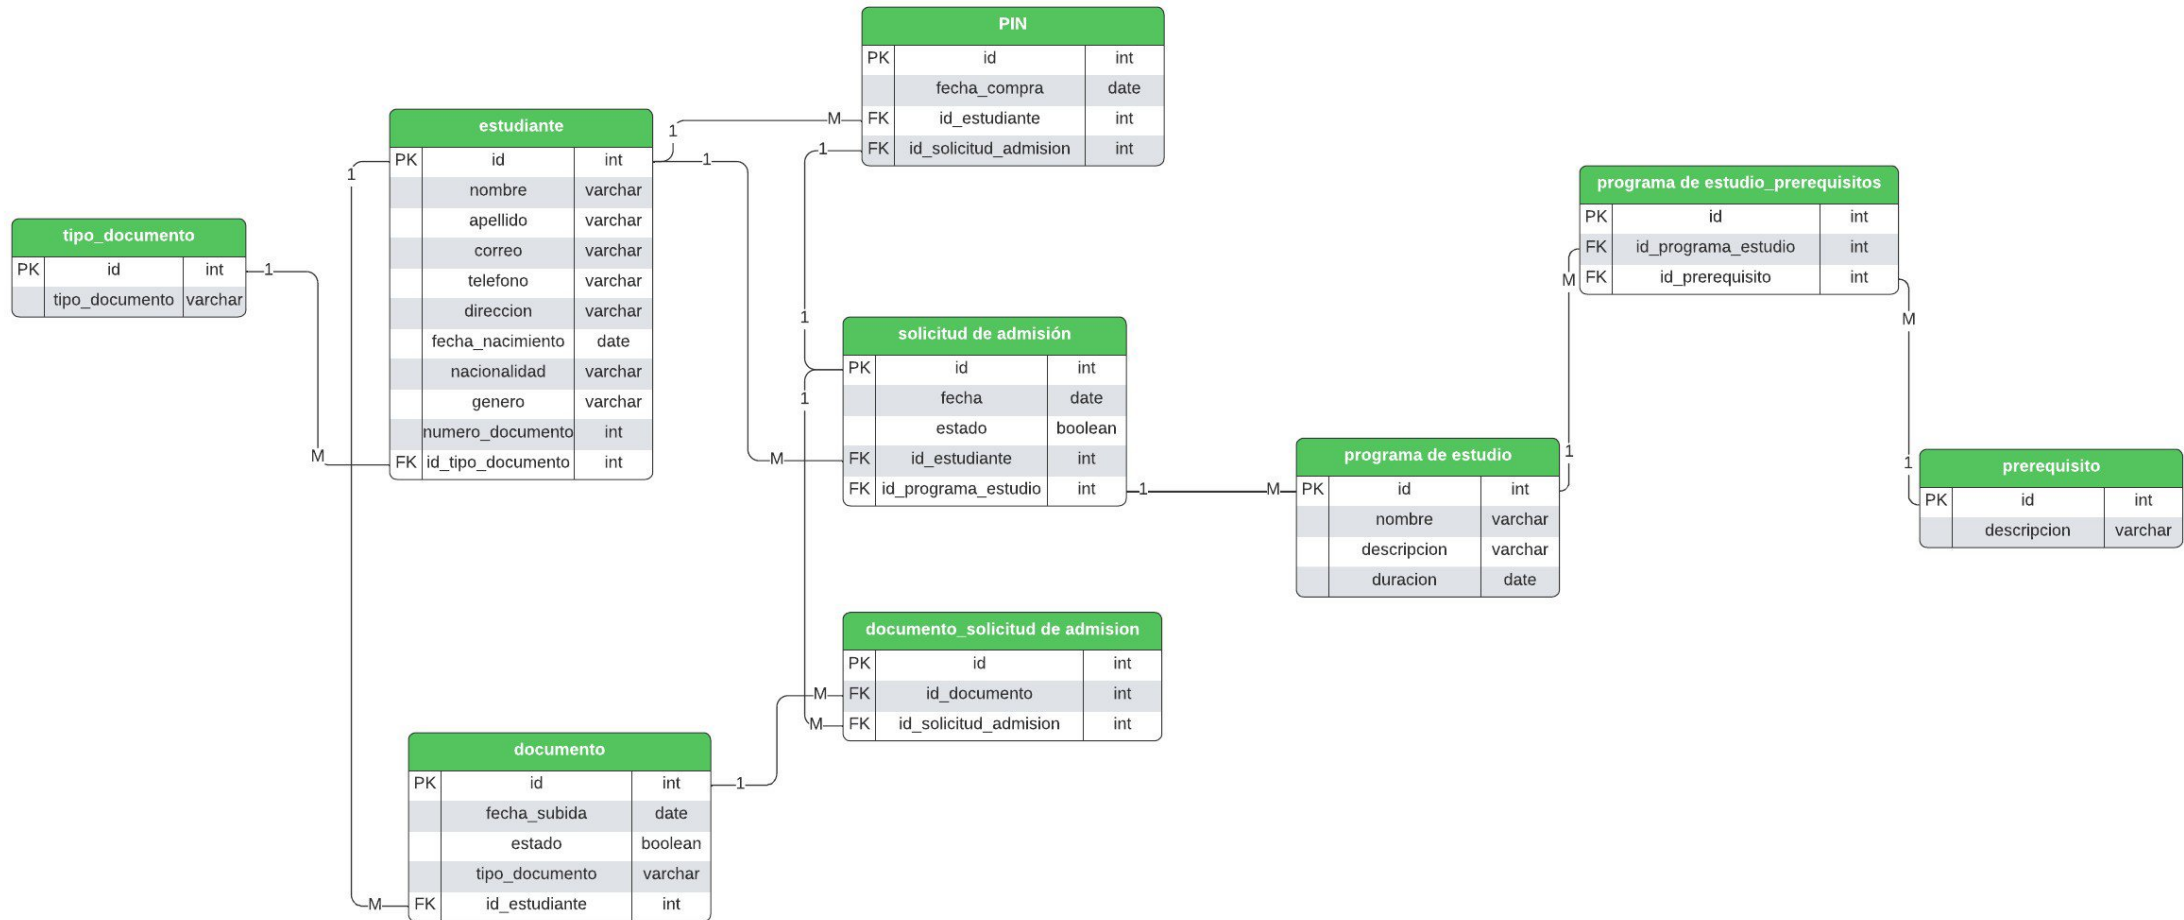 PIN
PK id int
fecha_compra date
FK id_estudiante int
FK id_solicitud_admision int
estudiante
PK id int
nombre varchar
apellido varchar
correo varchar
telefono varchar
direccion varchar
fecha_nacimiento date
nacionalidad varchar
genero varchar
numero_documento int
FK id_tipo_documento int
tipo_documento
PK id int
tipo_documento varchar
programa de estudio_prerequisitos
PK id int
FK id_programa_estudio int
FK id_prerequisito int
solicitud de admisión
PK id int
fecha date
estado boolean
FK id_estudiante int
FK id_programa_estudio int
programa de estudio
PK id int
nombre varchar
descripcion varchar
duracion date
prerequisito
PK id int
descripcion varchar
documento_solicitud de admision
PK id int
FK id_documento int
FK id_solicitud_admision int
documento
PK id int
fecha_subida date
estado boolean
tipo_documento varchar
FK id_estudiante int
1
M
1
M
1
M
1
M
1
1
1
M
1
M
1
M
1
M
1
M